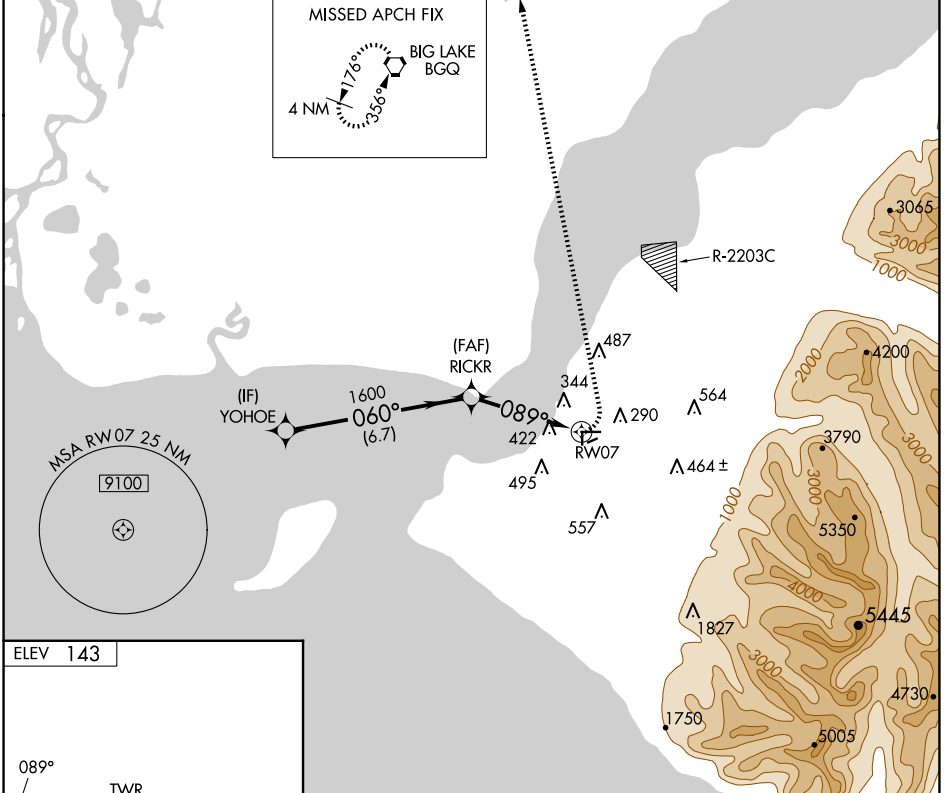 MISSED APCH FIX
BIG LAKE
BGQ
176°
356°
4 NM
3065
3000
1000
R-2203C
487
2000
4200
(FAF)
RICKR
344
564
(IF)
YOHOE
1600
060°
(6.7)
089°
422
290
RW07
3000
3790
MSA RW 07 25 NM
9100
495
464 ±
3000
1000
557
5350
4000
5445
1827
3000
ELEV 143
4730
1750
5005
089°
TWR